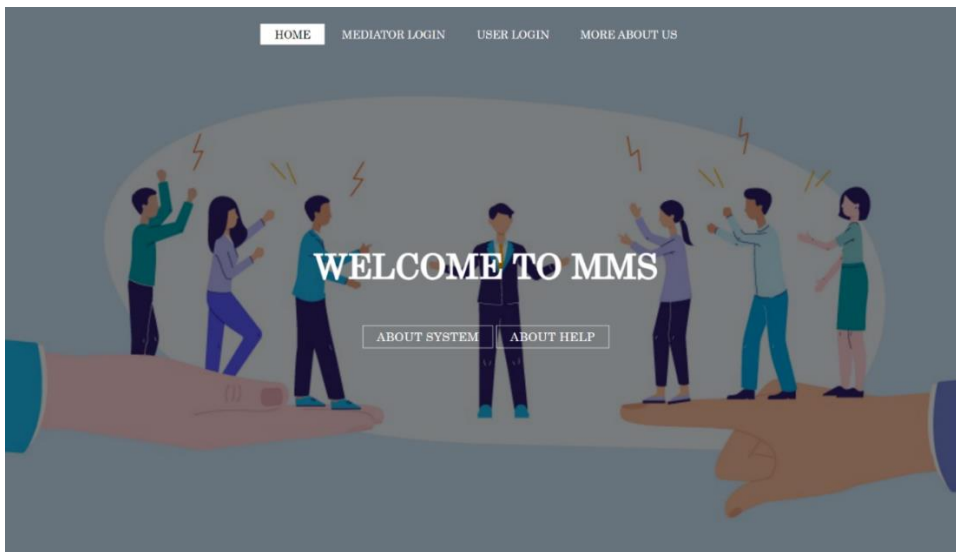 HOME MEDIATOR LOGIN USER LOGIN MORE ABOUT US
WELCOME TO MMS
ABOUT SYSTEM ABOUT HELP